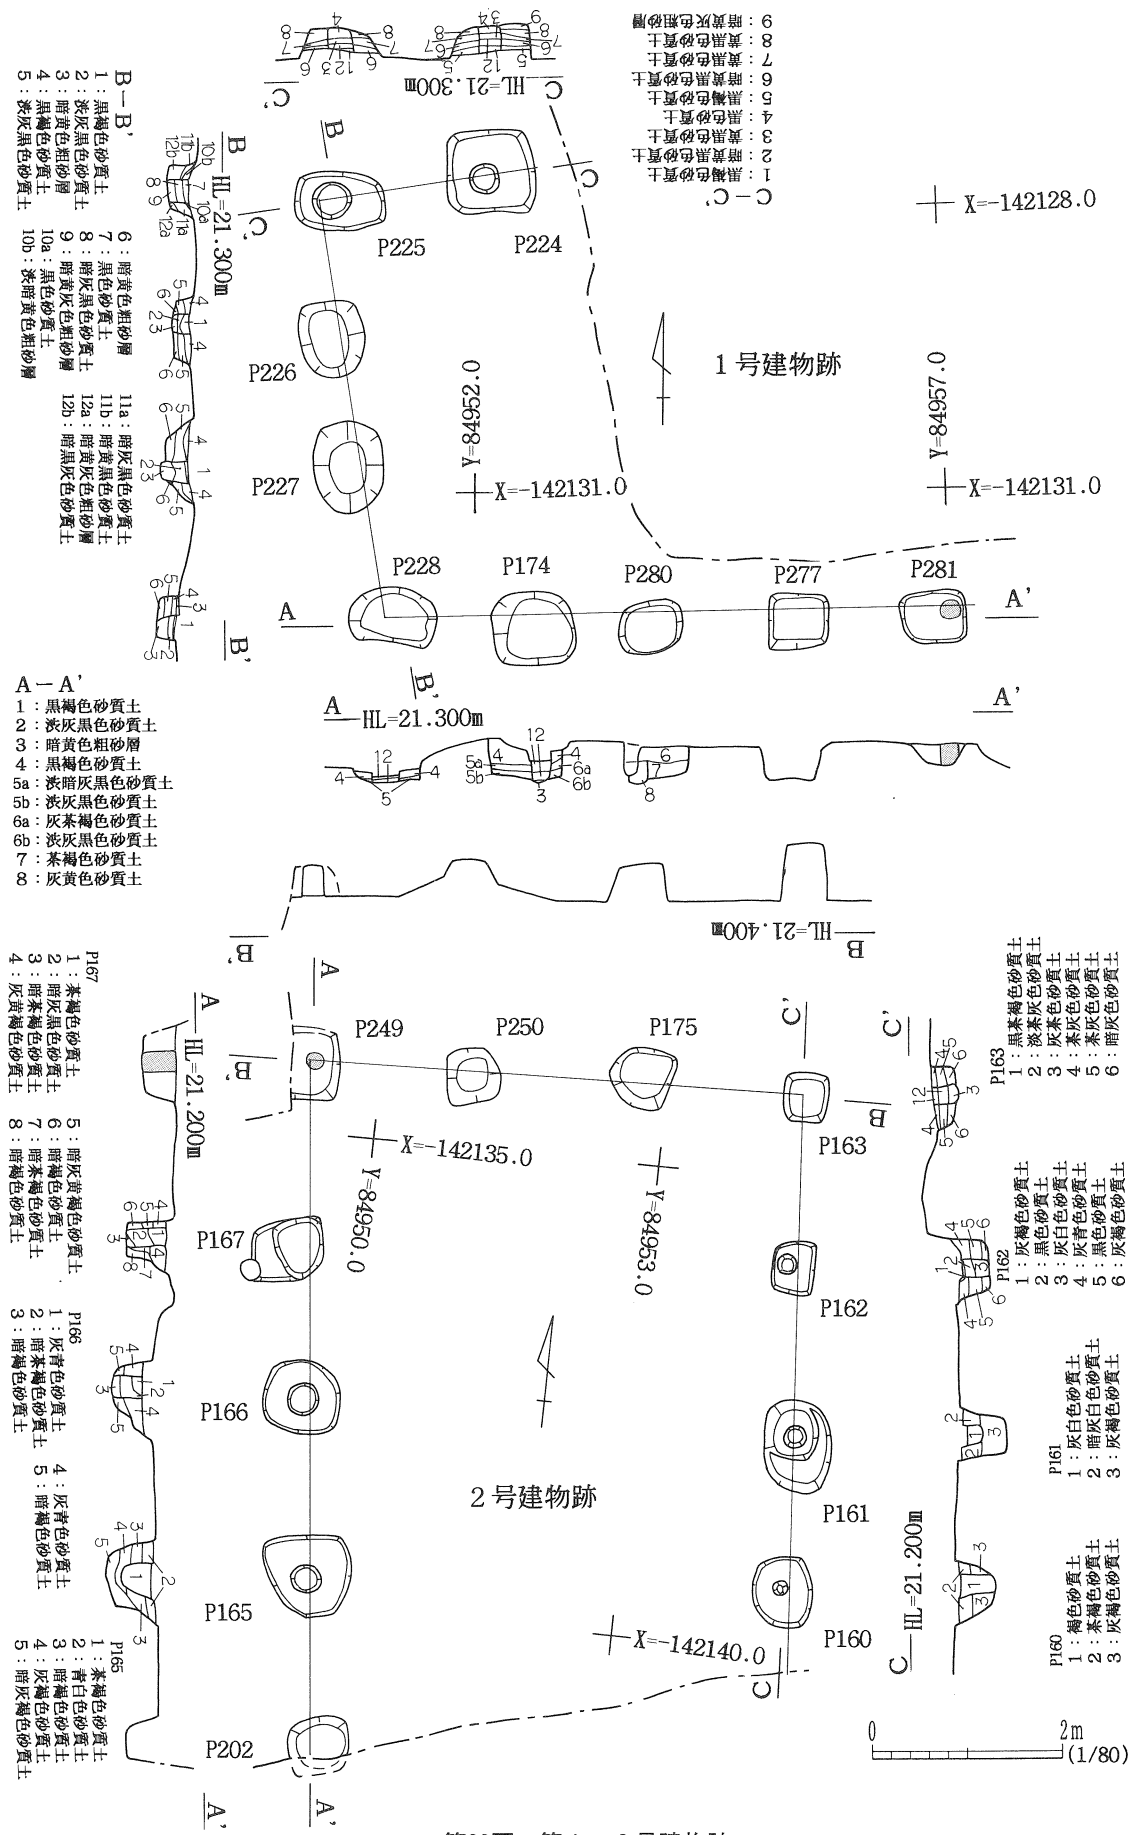 C－C'
1：黒褐色砂質土
2：暗黄黒色砂質土
3：黄黒色砂質土
4：黒色砂質土
5：黒褐色砂質土
6：暗黄黒色砂質土
7：黄黒色砂質土
8：黄黒色砂質土
9：暗黄灰色粗砂層
HL=21.300m
C
C'
B－B'
1：黒褐色砂質土
2：淡灰黒色砂質土
3：暗黄色粗砂層
4：黒褐色砂質土
5：淡灰黒色砂質土
6：暗黄色粗砂層
7：黒色砂質土
8：暗灰黒色砂質土
9：暗黄灰色粗砂層
10a：黒色砂質土
10b：淡暗黄色粗砂層
11a：暗灰黒色砂質土
11b：暗黄黒色砂質土
12a：暗黄灰色粗砂層
12b：暗黒灰色砂質土
B
HL=21.300m
B'
B
C
C'
P225
P224
P226
P227
P228
P174
P280
P277
P281
A
A'
B'
1号建物跡
X=-142128.0
Y=84952.0
X=-142131.0
Y=84957.0
X=-142131.0
A－A'
1：黒褐色砂質土
2：淡灰黒色砂質土
3：暗黄色粗砂層
4：黒褐色砂質土
5a：淡暗灰黒色砂質土
5b：淡灰黒色砂質土
6a：灰茶褐色砂質土
6b：淡灰黒色砂質土
7：茶褐色砂質土
8：灰黄色砂質土
A
HL=21.300m
A'
B
HL=21.400m
B'
P167
1：茶褐色砂質土
2：暗灰黒色砂質土
3：暗茶褐色砂質土
4：灰黄褐色砂質土
5：暗灰黄褐色砂質土
6：暗褐色砂質土
7：暗茶褐色砂質土
8：暗褐色砂質土
P166
1：灰青色砂質土
2：暗茶褐色砂質土
3：暗褐色砂質土
4：灰青色砂質土
5：暗褐色砂質土
P165
1：茶褐色砂質土
2：青白色砂質土
3：暗褐色砂質土
4：灰褐色砂質土
5：暗灰褐色砂質土
A
HL=21.200m
A'
A
B'
P249
P250
P175
C'
B
P163
P167
P162
P166
P161
P165
P160
P202
C
A'
X=-142135.0
Y=84950.0
Y=84953.0
2号建物跡
X=-142140.0
C'
C
HL=21.200m
P163
1：黒茶褐色砂質土
2：淡茶灰色砂質土
3：灰茶色砂質土
4：茶灰色砂質土
5：茶灰色砂質土
6：暗灰色砂質土
P162
1：灰褐色砂質土
2：黒色砂質土
3：灰白色砂質土
4：灰青色砂質土
5：黒色砂質土
6：灰褐色砂質土
P161
1：灰白色砂質土
2：暗灰白色砂質土
3：灰褐色砂質土
P160
1：褐色砂質土
2：茶褐色砂質土
3：灰褐色砂質土
0 2m
(1/80)